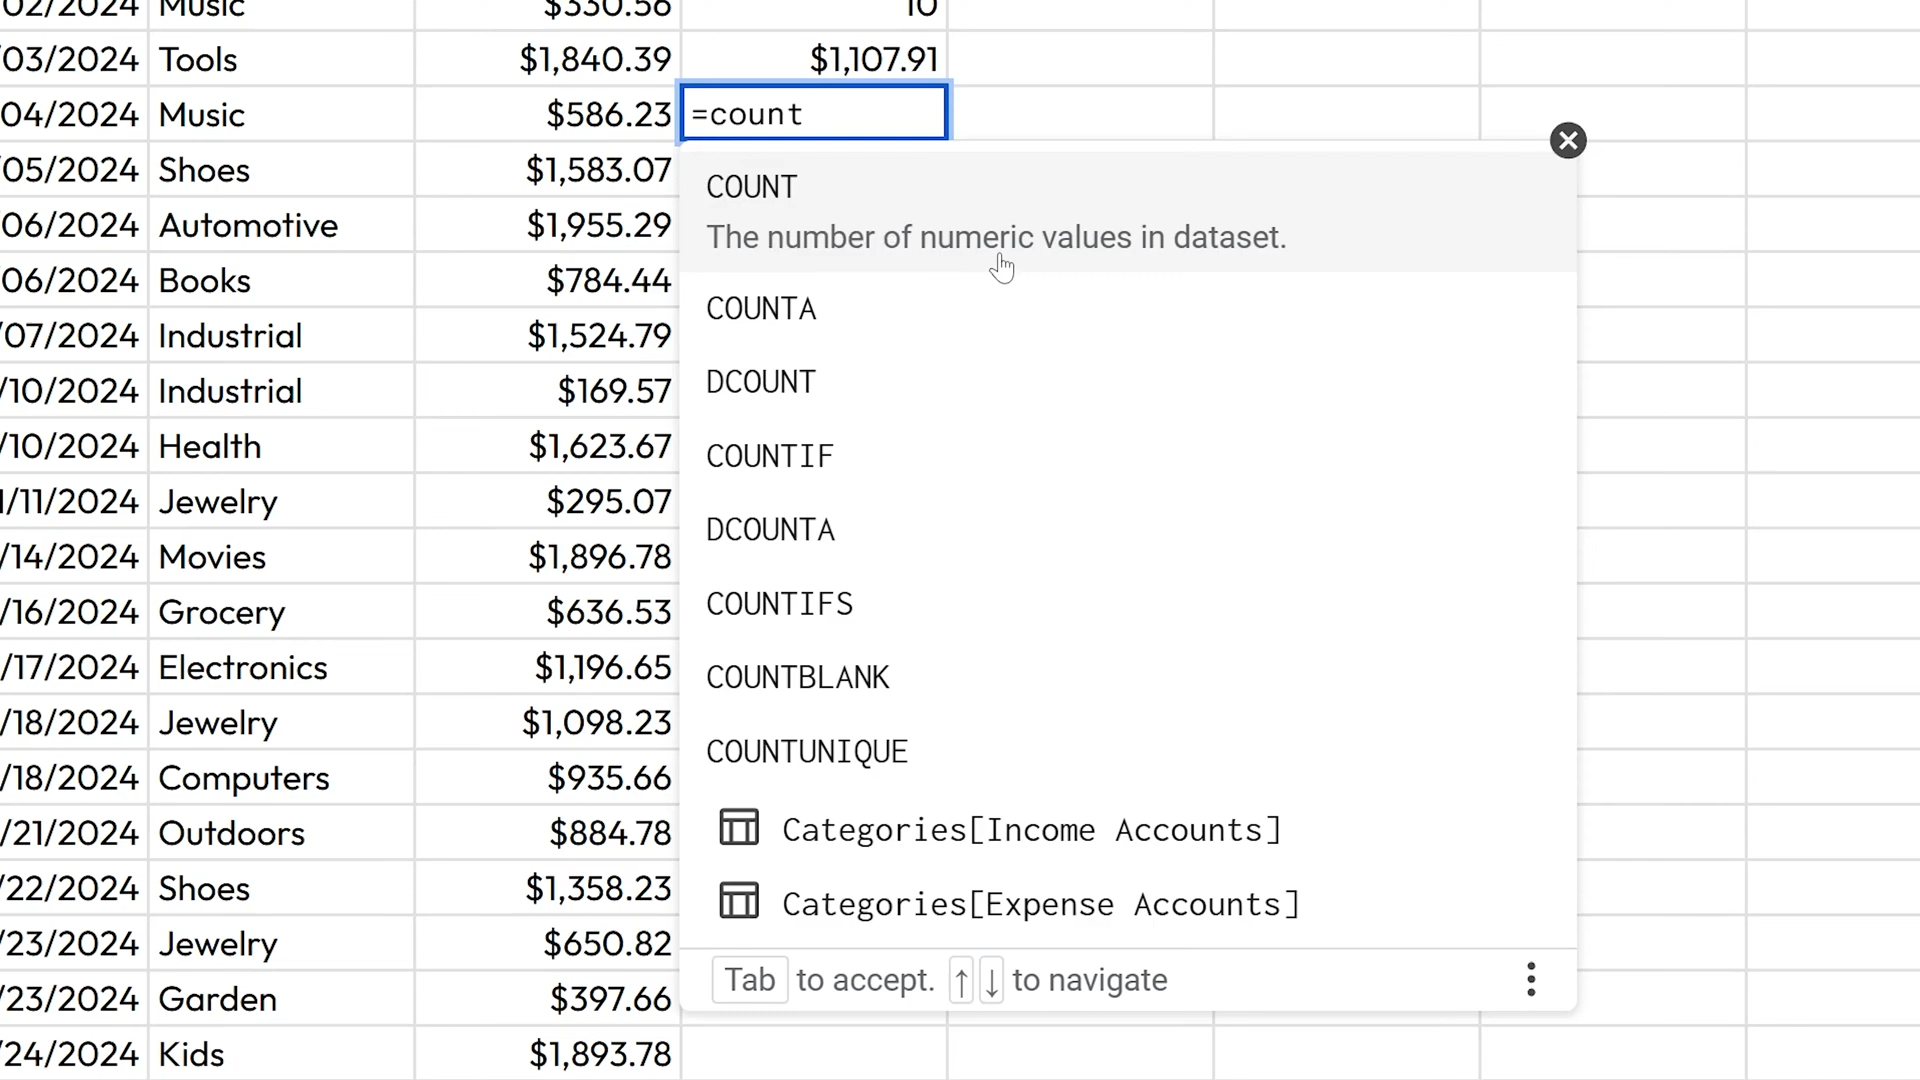 02/2024 Music $330.56 10
/03/2024 Tools $1,840.39 $1,107.91
04/2024 Music $586.23 =count
/05/2024 Shoes $1,583.07
COUNT
/06/2024 Automotive $1,955.29
The number of numeric values in dataset.
/06/2024 Books $784.44
COUNTA
/07/2024 Industrial $1,524.79
/10/2024 Industrial $169.57
DCOUNT
/10/2024 Health $1,623.67
COUNTIF
1/11/2024 Jewelry $295.07
DCOUNTA
/14/2024 Movies $1,896.78
/16/2024 Grocery $636.53
COUNTIFS
/17/2024 Electronics $1,196.65
COUNTBLANK
/18/2024 Jewelry $1,098.23
COUNTUNIQUE
/18/2024 Computers $935.66
/21/2024 Outdoors $884.78
Categories[Income Accounts]
/22/2024 Shoes $1,358.23
Categories[Expense Accounts]
/23/2024 Jewelry $650.82
Tab to accept. ↑ ↓ to navigate
/23/2024 Garden $397.66
/24/2024 Kids $1,893.78